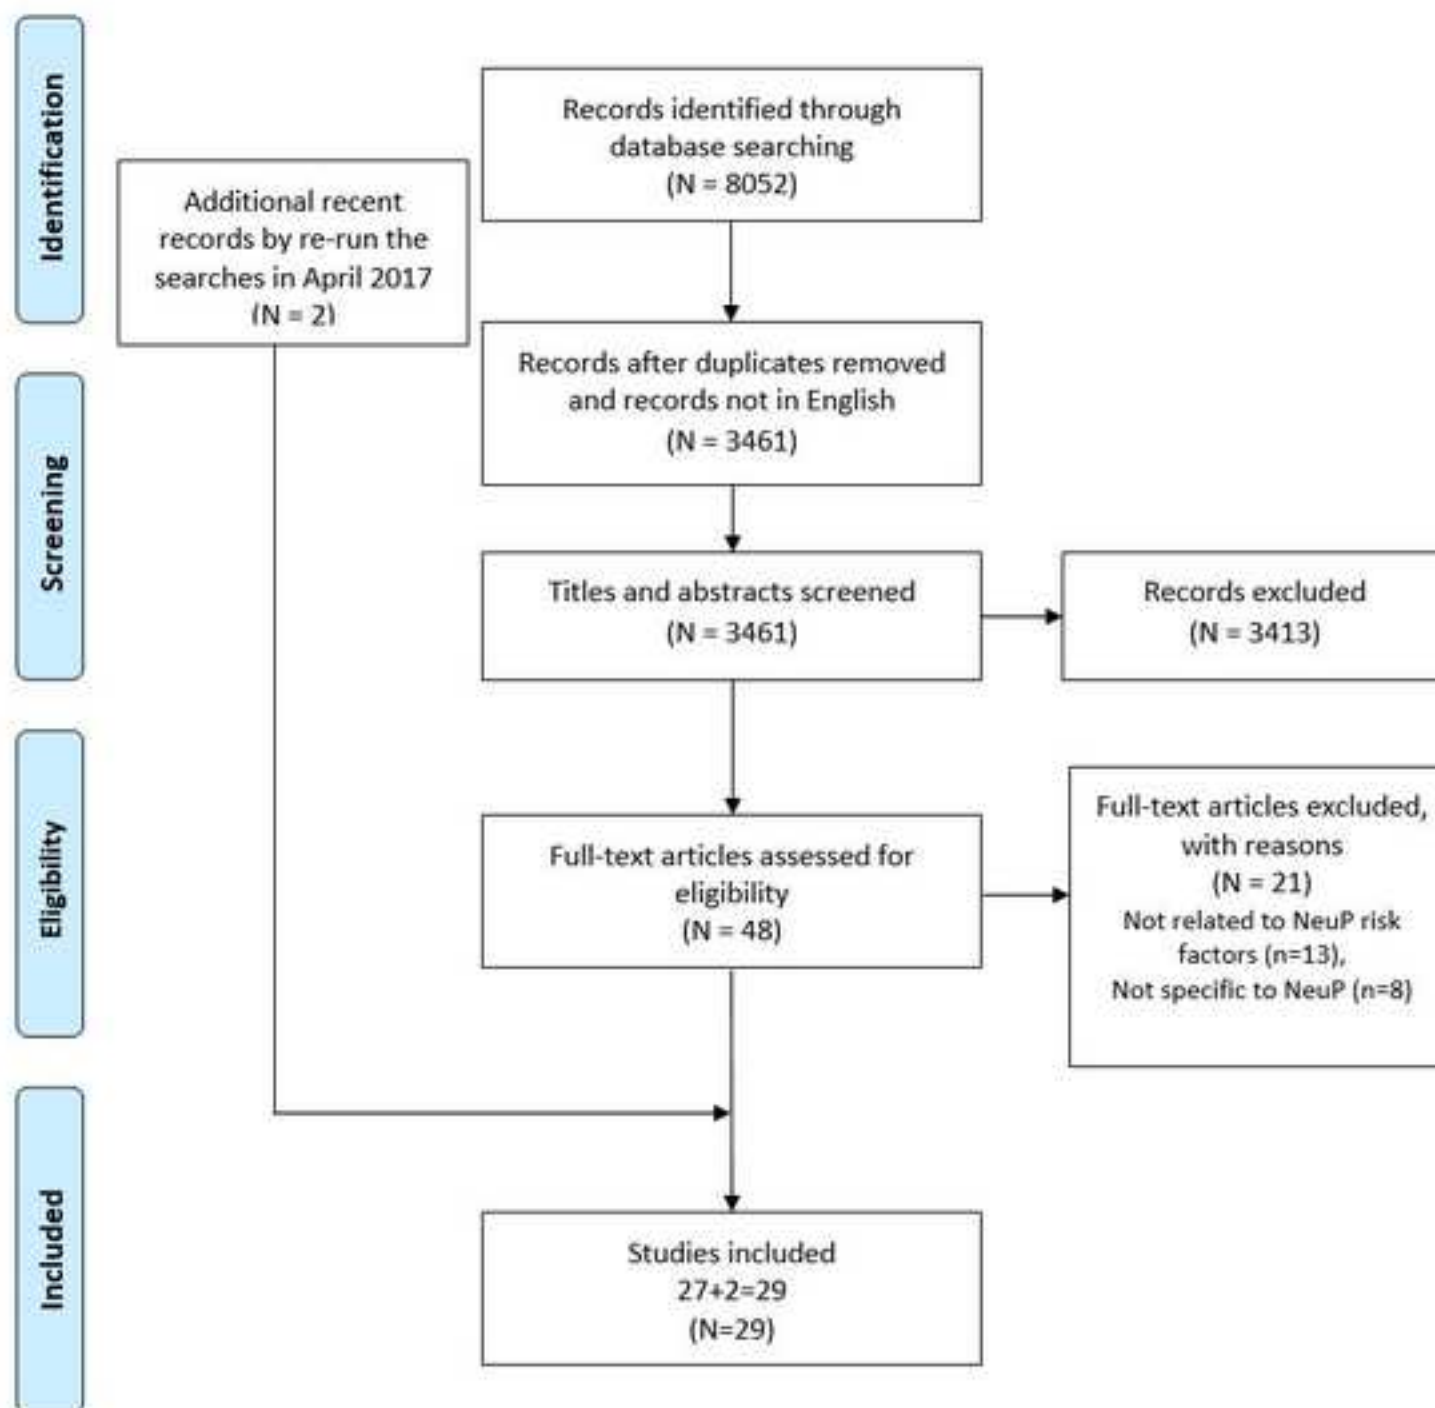 Identification
Records identified through
database searching
(N = 8052)
Additional recent
records by re-run the
searches in April 2017
(N = 2)
Records after duplicates removed
and records not in English
(N = 3461)
Screening
Titles and abstracts screened
(N = 3461)
Records excluded
(N = 3413)
Eligibility
Full-text articles assessed for
eligibility
(N = 48)
Full-text articles excluded,
with reasons
(N = 21)
Not related to NeuP risk
factors (n=13),
Not specific to NeuP (n=8)
Included
Studies included
27+2=29
(N=29)